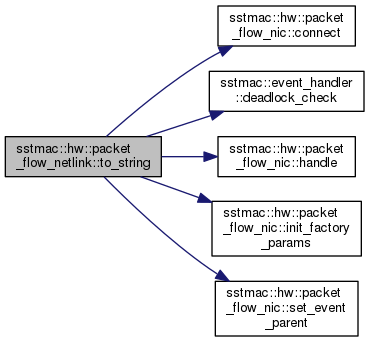 sstmac::hw::packet
_flow_nic::connect
sstmac::event_handler
::deadlock_check
sstmac::hw::packet
_flow_netlink::to_string
sstmac::hw::packet
_flow_nic::handle
sstmac::hw::packet
_flow_nic::init_factory
_params
sstmac::hw::packet
_flow_nic::set_event
_parent